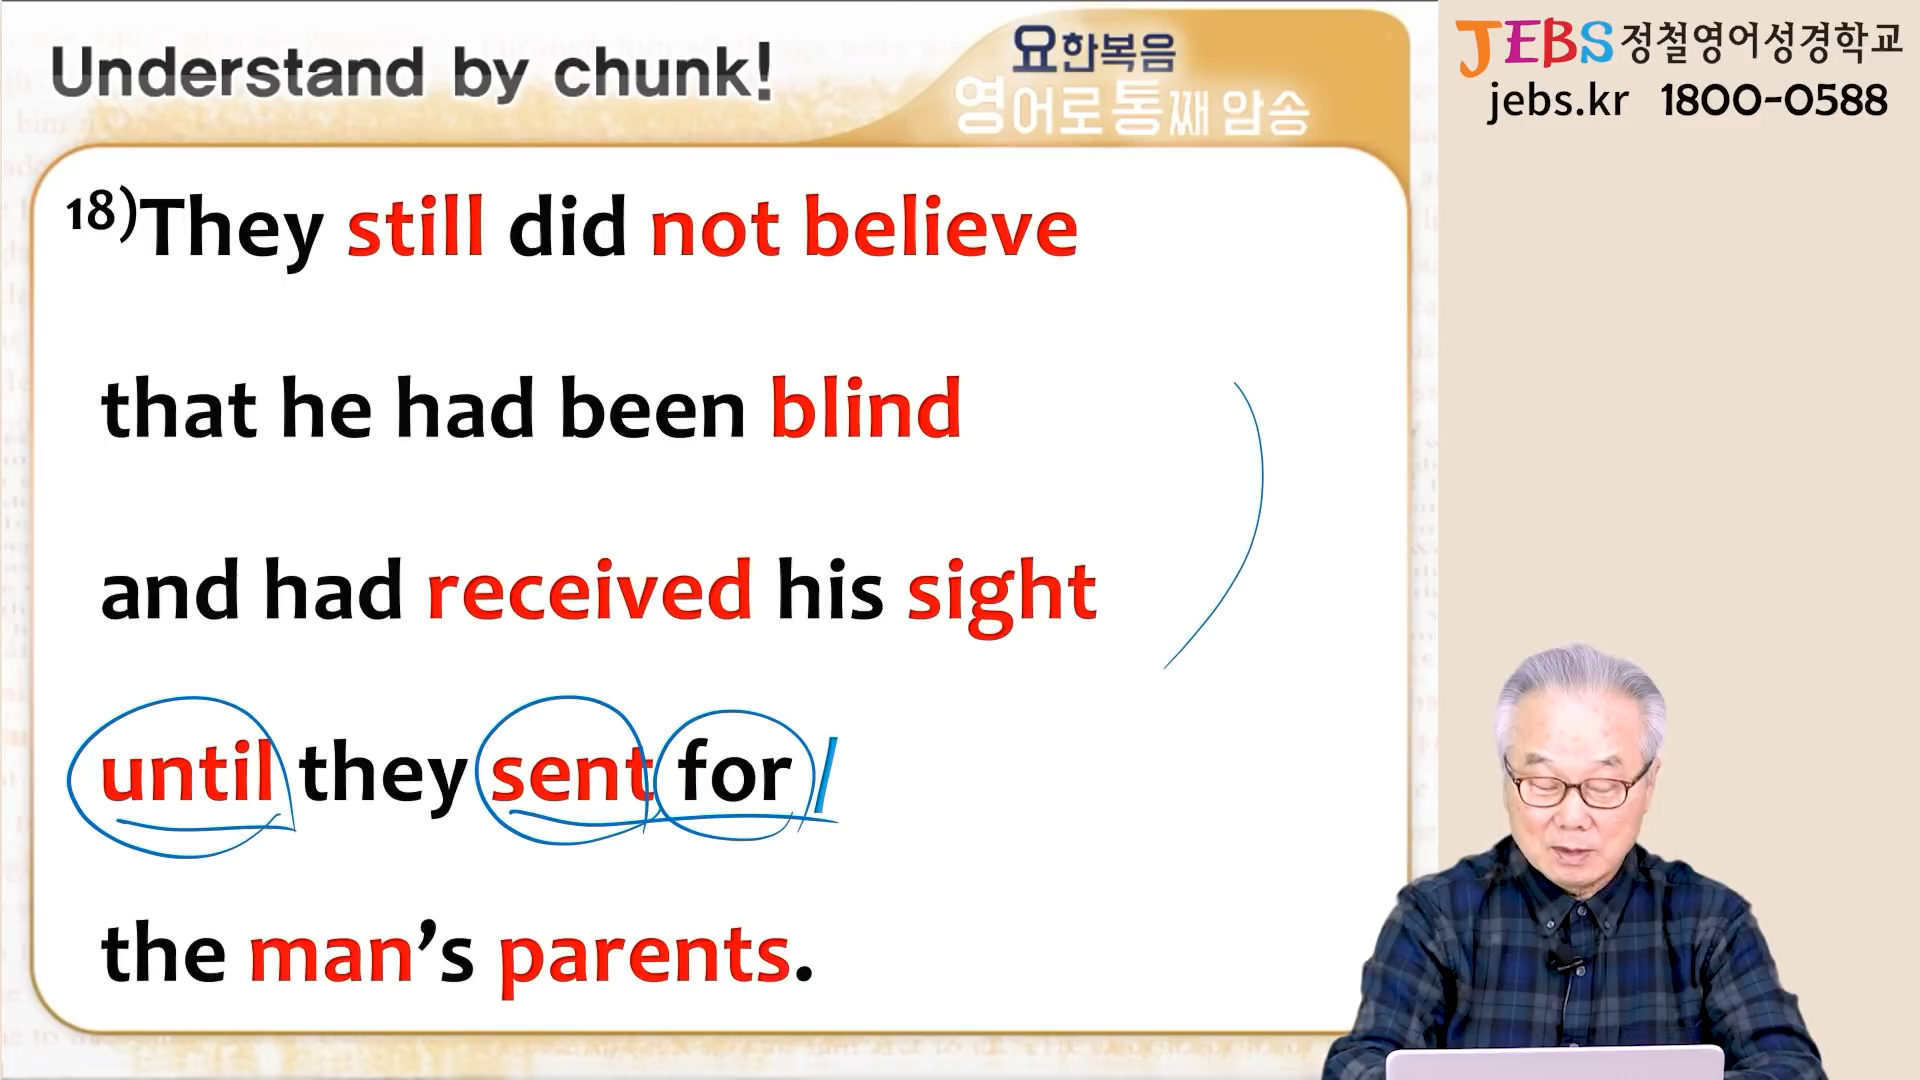 Understand by chunk!
요한복음
영어로 통째 암송
JEBS 정철영어성경학교
jebs.kr 1800-0588
18)They still did not believe
that he had been blind
and had received his sight
until they sent for /
the man's parents.